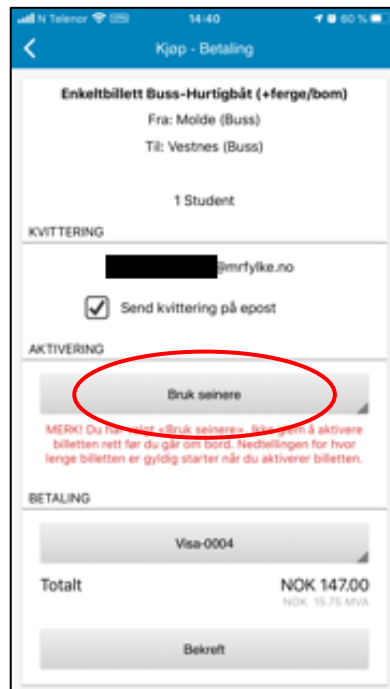 N Telenor
14:40
60 %
Kjøp - Betaling
Enkeltbillett Buss-Hurtigbåt (+ferge/bom)
Fra: Molde (Buss)
Til: Vestnes (Buss)
1 Student
KVITTERING
@mrfylke.no
Send kvittering på epost
AKTIVERING
Bruk seinere
MERK! Du har valgt «Bruk seinere». Ikke glem å aktivere
billetten rett før du går om bord. Nedtellingen for hvor
lenge billetten er gyldig starter når du aktiverer billetten.
BETALING
Visa-0004
Totalt
NOK 147.00
NOK 15.75 MVA
Bekreft